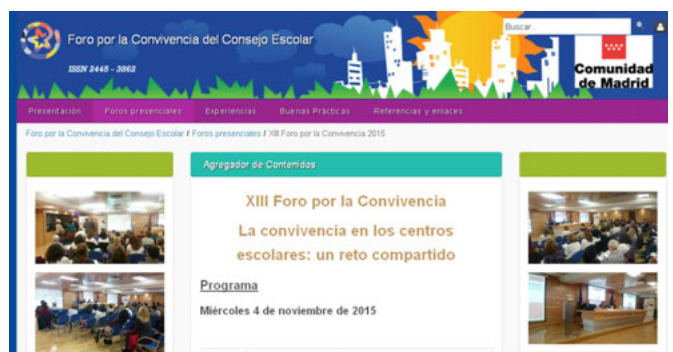 Foro por la Convivencia del Consejo Escolar
ISSN 2445 - 3862
Buscar...
Comunidad
de Madrid
Presentación Foros presenciales Experiencias Buenas Prácticas Referencias y enlaces
Foro por la Convivencia del Consejo Escolar / Foros presenciales / XIII Foro por la Convivencia 2015
Agregador de Contenidos
XIII Foro por la Convivencia
La convivencia en los centros
escolares: un reto compartido
Programa
Miércoles 4 de noviembre de 2015